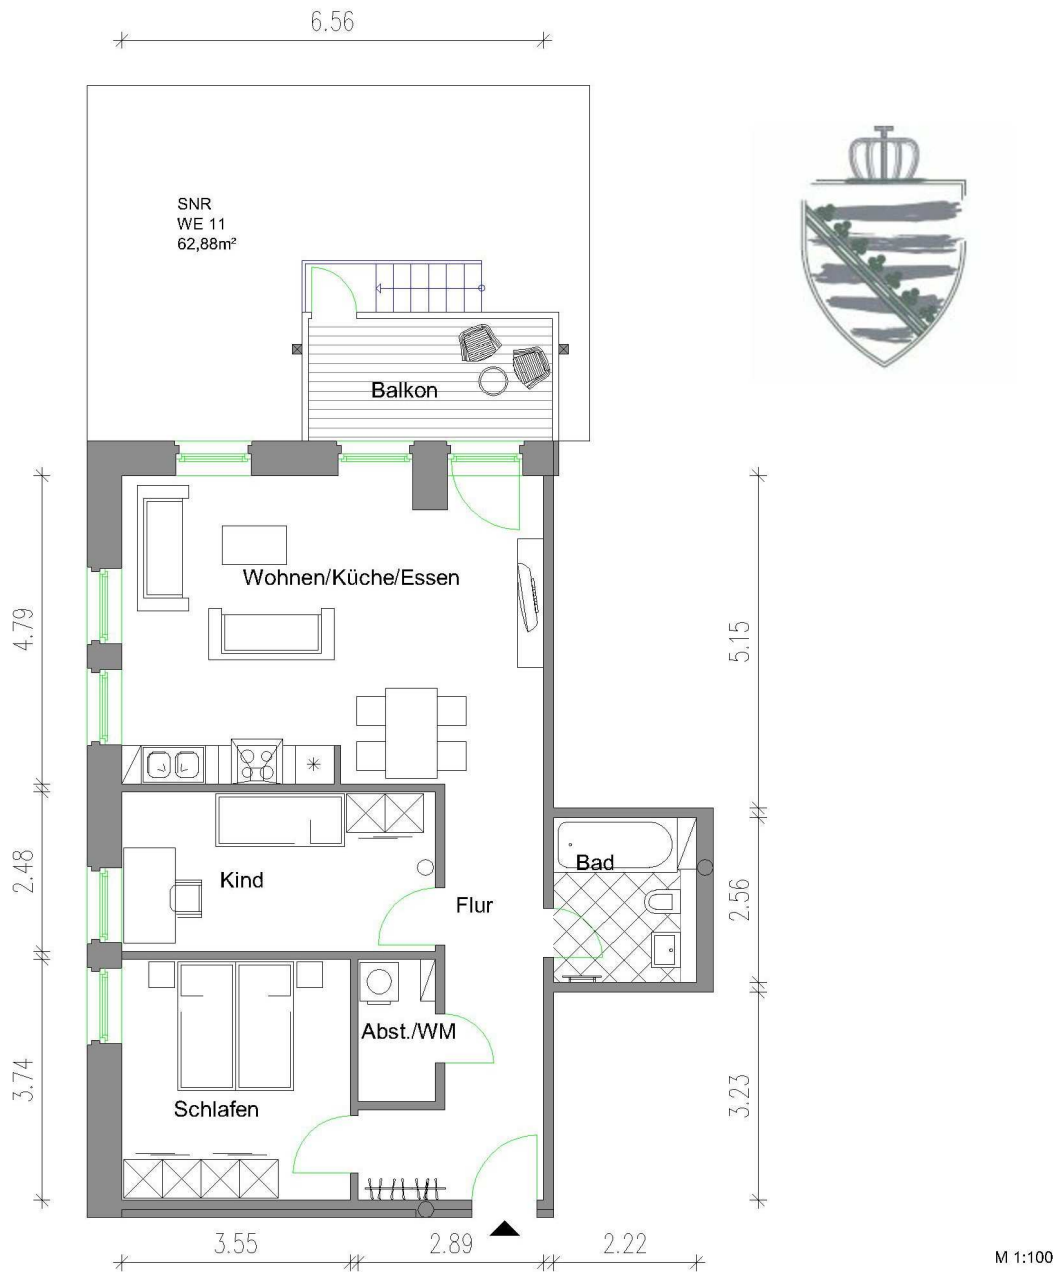 6.56
SNR
WE 11
62,88m²
Balkon
Wohnen/Küche/Essen
4.79
5.15
Kind
Bad
2.48
Flur
2.56
Abst./WM
3.74
Schlafen
3.23
3.55
2.89
2.22
M 1:100